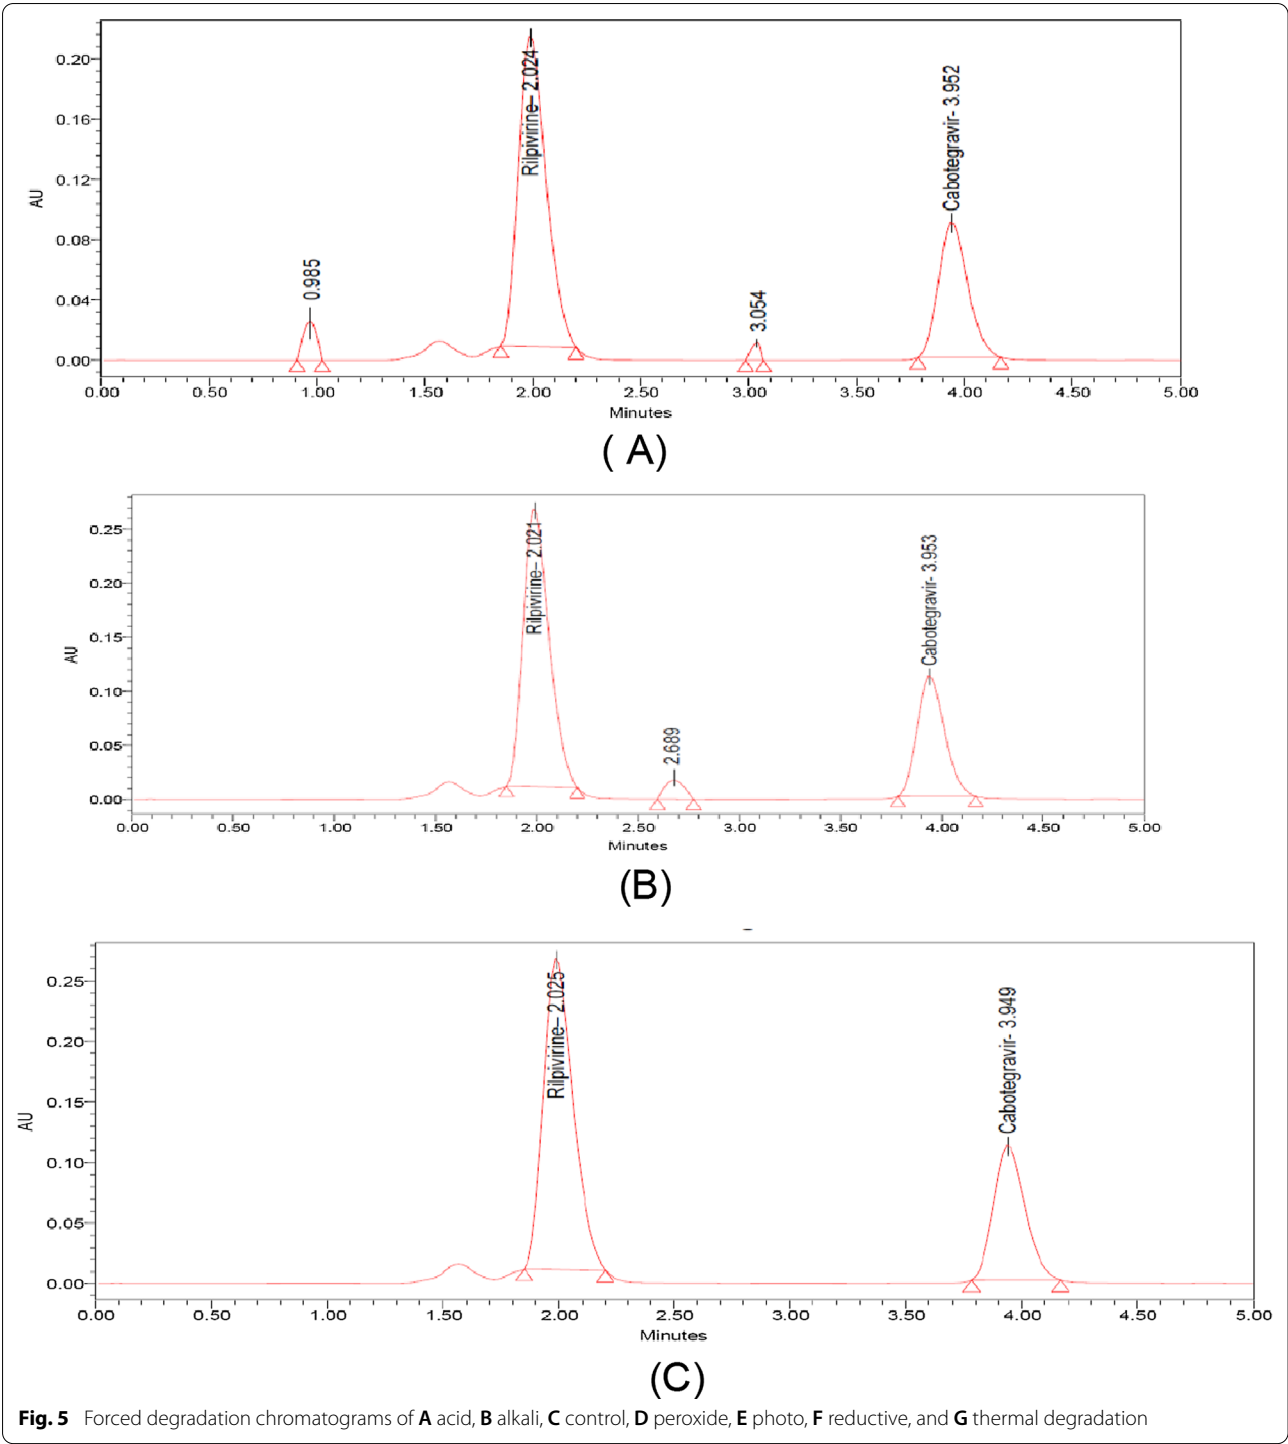 0.20
0.16
0.12
0.08
0.04
0.00
AU
0.985
Rilpivirine– 2.024
3.054
Cabotegravir- 3.952
0.00 0.50 1.00 1.50 2.00 2.50 3.00 3.50 4.00 4.50 5.00
Minutes
( A)
0.25
0.20
0.15
0.10
0.05
0.00
AU
Rilpivirine– 2.021
2.689
Cabotegravir- 3.953
0.00 0.50 1.00 1.50 2.00 2.50 3.00 3.50 4.00 4.50 5.00
Minutes
(B)
0.25
0.20
0.15
0.10
0.05
0.00
AU
Rilpivirine– 2.025
Cabotegravir- 3.949
0.00 0.50 1.00 1.50 2.00 2.50 3.00 3.50 4.00 4.50 5.00
Minutes
(C)
Fig. 5 Forced degradation chromatograms of A acid, B alkali, C control, D peroxide, E photo, F reductive, and G thermal degradation